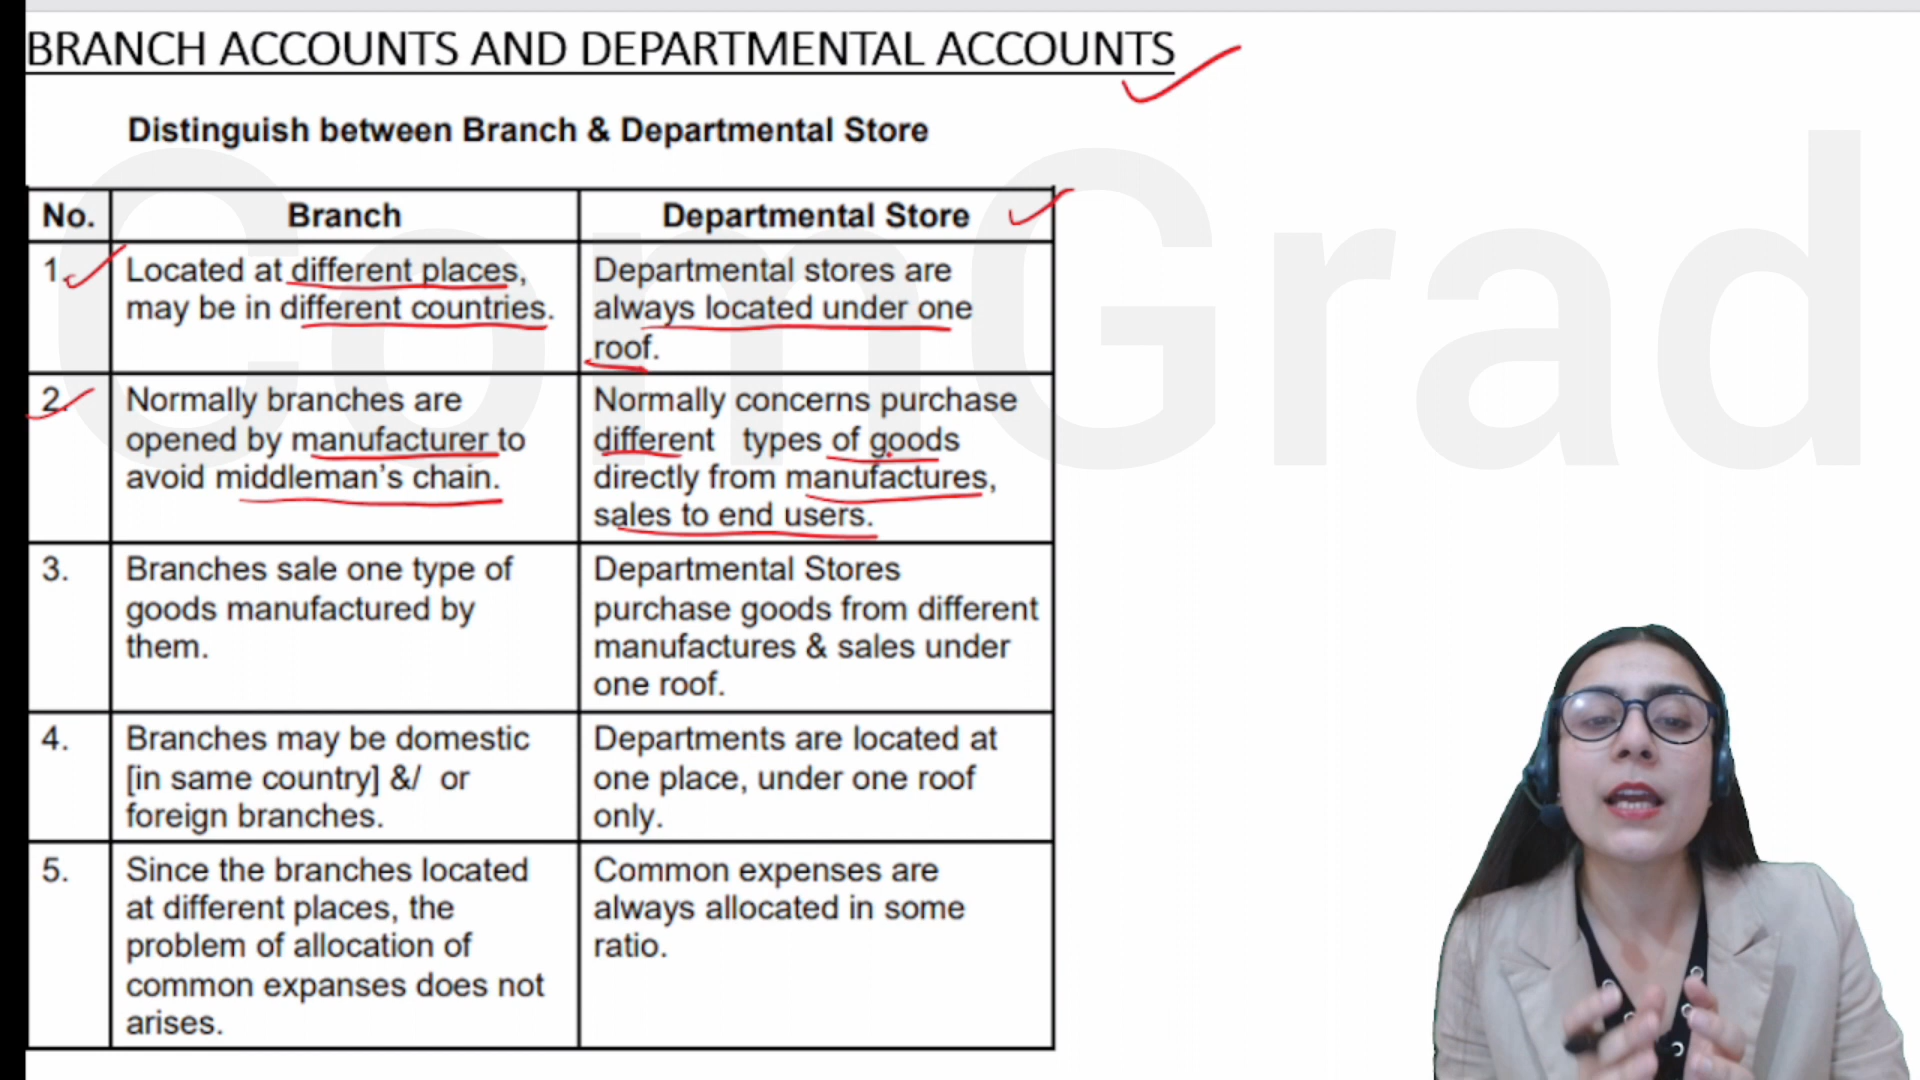 BRANCH ACCOUNTS AND DEPARTMENTAL ACCOUNTS
Distinguish between Branch & Departmental Store
No.
Branch
Departmental Store
1.
Located at different places,
may be in different countries.
Departmental stores are
always located under one
roof.
2.
Normally branches are
opened by manufacturer to
avoid middleman's chain.
Normally concerns purchase
different types of goods
directly from manufactures,
sales to end users.
3.
Branches sale one type of
goods manufactured by
them.
Departmental Stores
purchase goods from different
manufactures & sales under
one roof.
4.
Branches may be domestic
[in same country] &/ or
foreign branches.
Departments are located at
one place, under one roof
only.
5.
Since the branches located
at different places, the
problem of allocation of
common expanses does not
arises.
Common expenses are
always allocated in some
ratio.
ComGrad